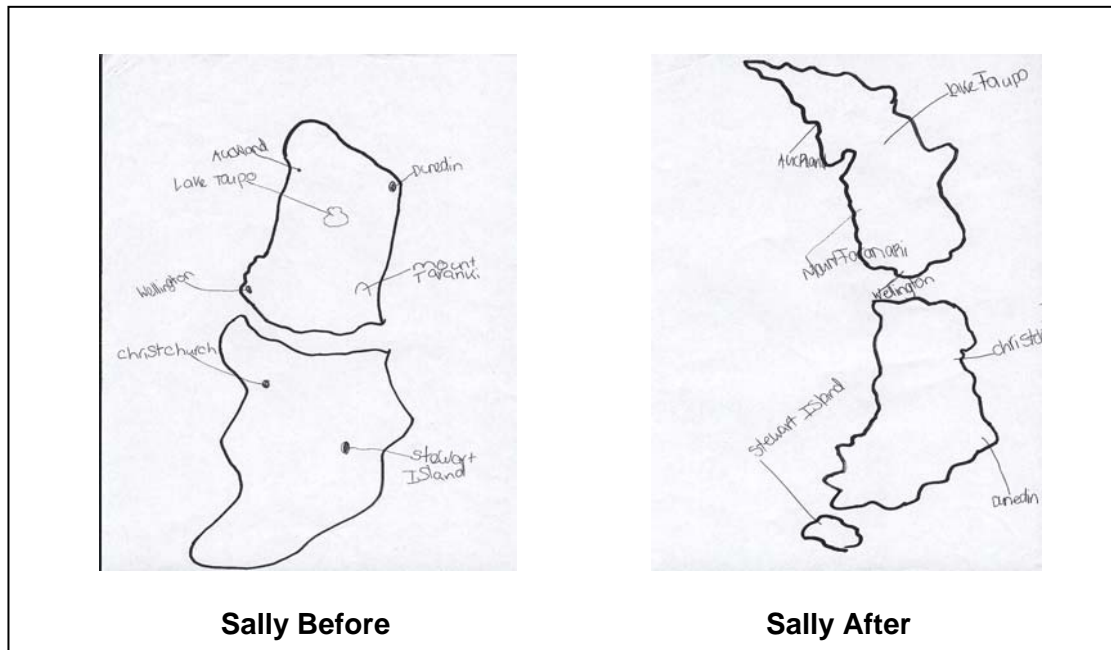 Auckland
Lake Taupo
Dunedin
Wellington
mount
Taranki
Christchurch
Stewart
Island
Lake Taupo
Auckland
Mount Taranaki
Wellington
Christch
Stewart Island
Dunedin
Sally Before
Sally After